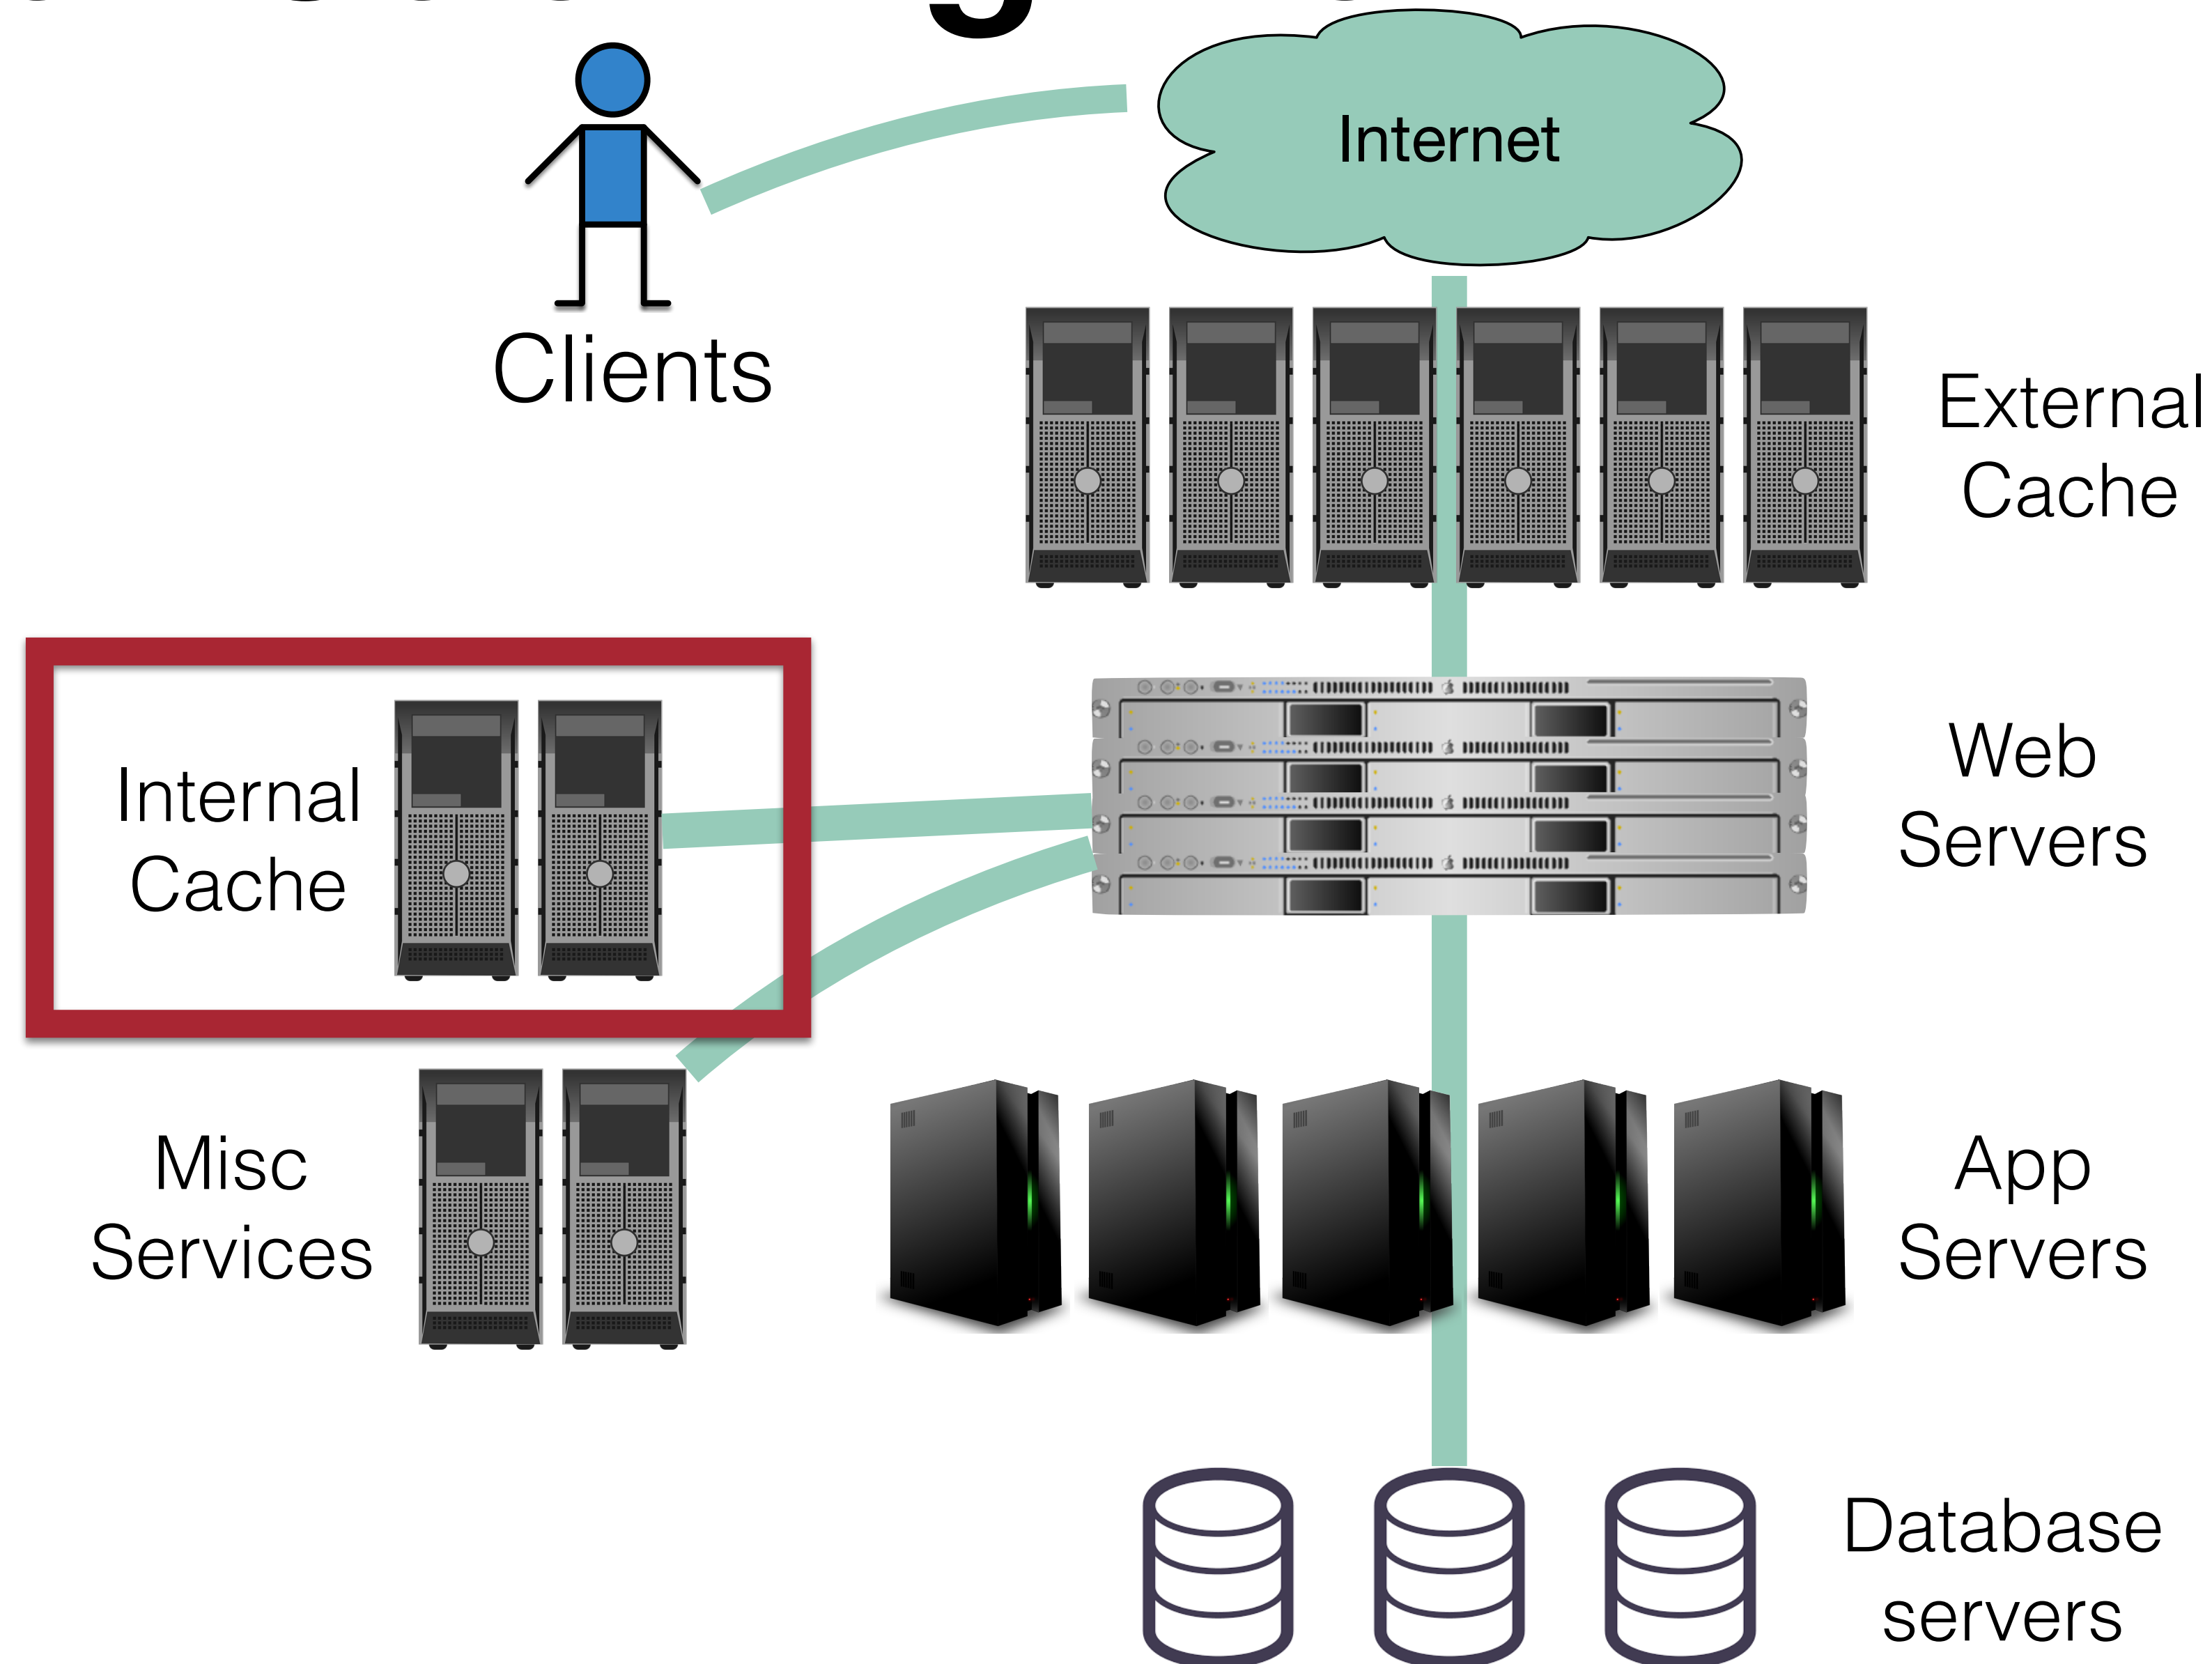 Internet
Clients
External
Cache
Internal
Cache
Web
Servers
Misc
Services
App
Servers
Database
servers